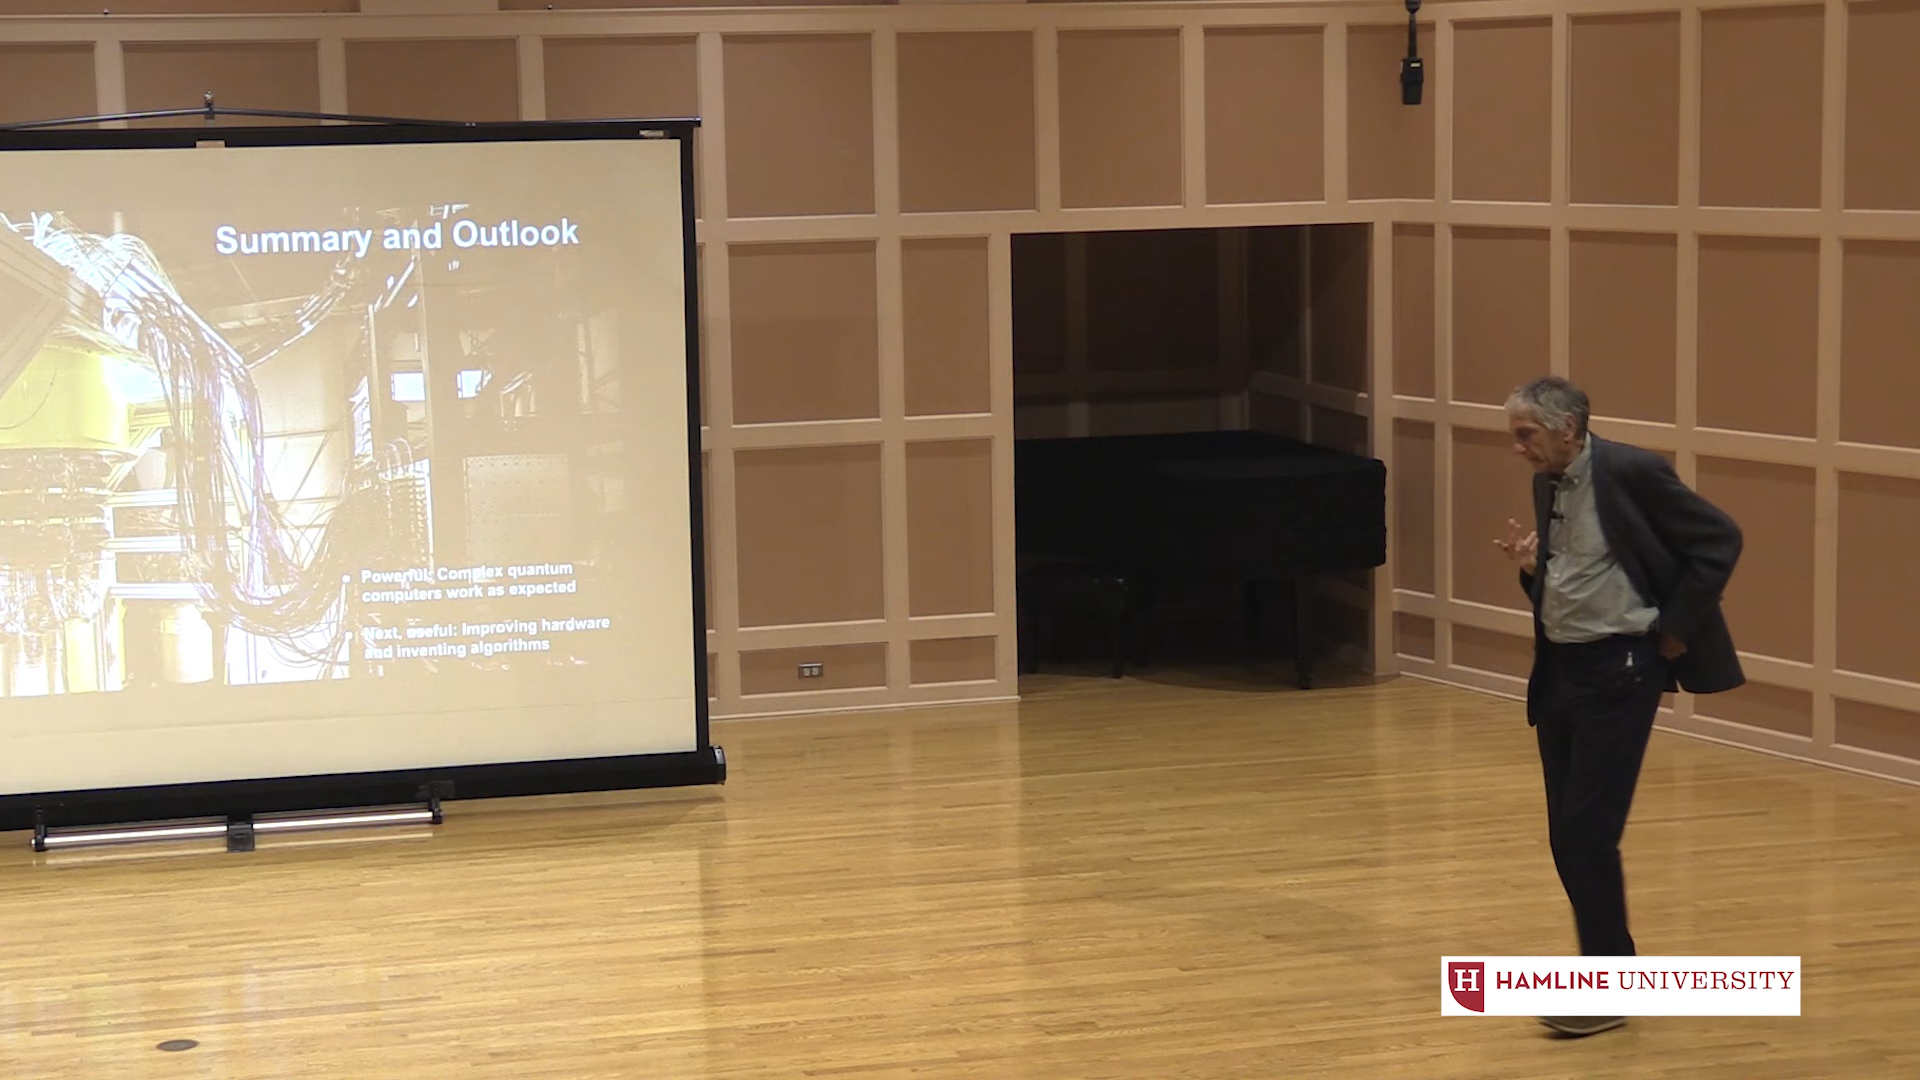 Summary and Outlook
Powerful: Complex quantum
computers work as expected
Next, useful: Improving hardware
and inventing algorithms
H HAMLINE UNIVERSITY